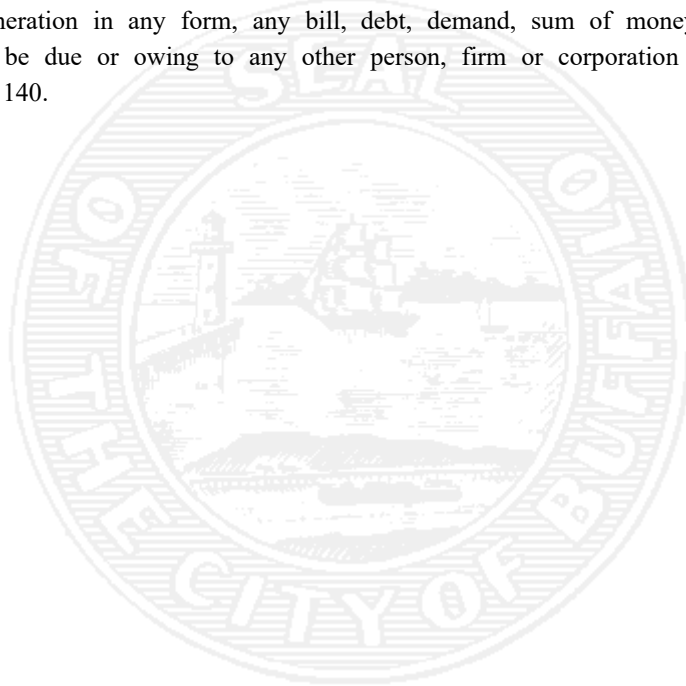 neration in any form, any bill, debt, demand, sum of money
be due or owing to any other person, firm or corporation
140.
SEAL
OF THE CITY OF BUFFALO